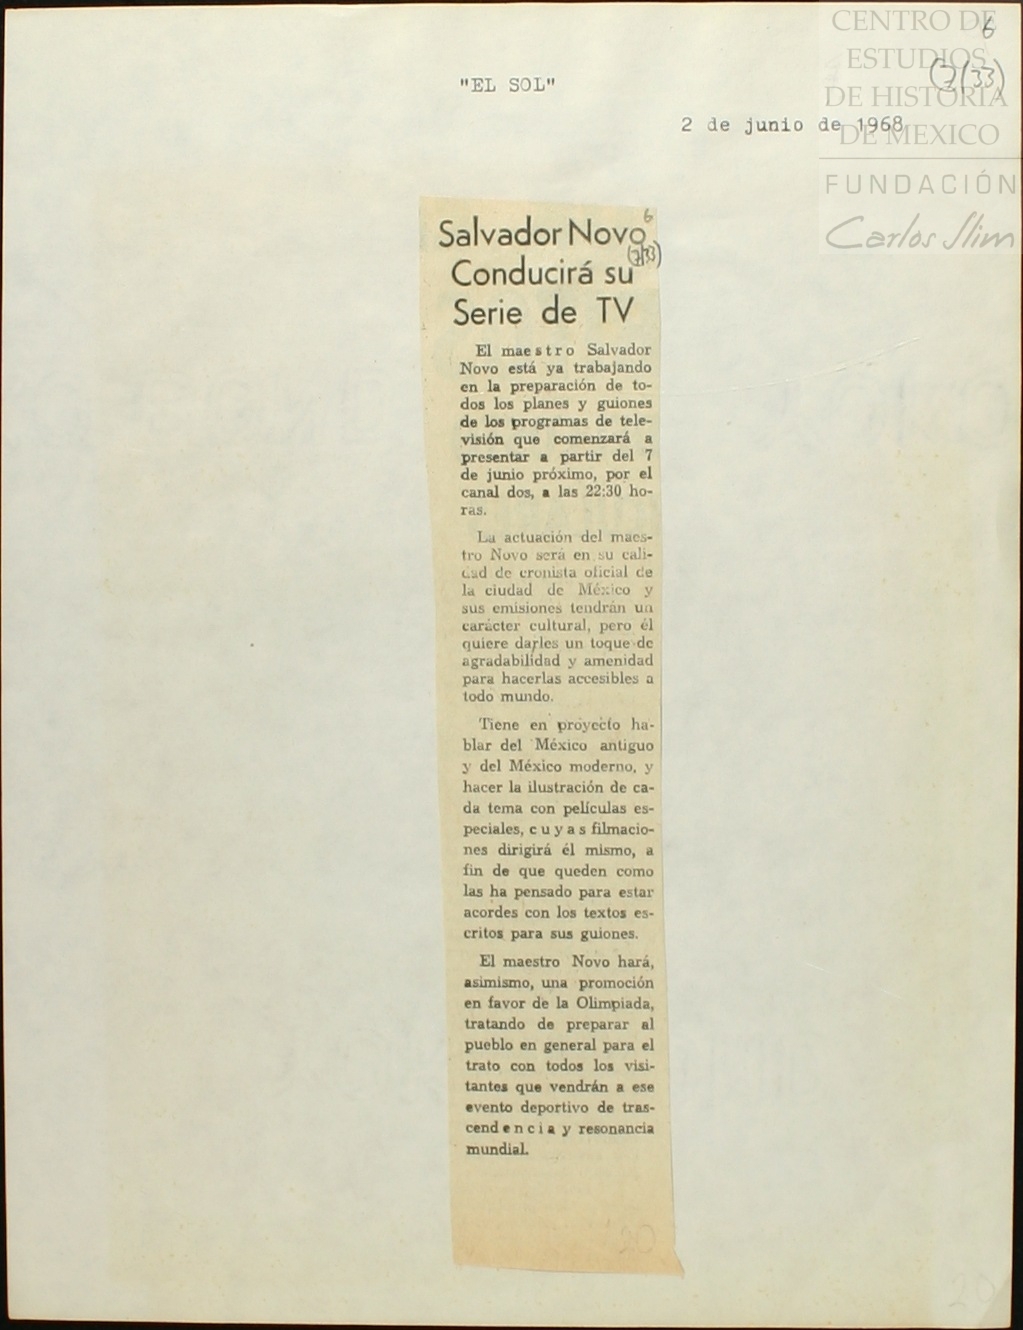 CENTRO DE
ESTUDIOS
DE HISTORIA
DE MEXICO
FUNDACIÓN
Carlos Slim
6
(7/33)
"EL SOL"
2 de junio de 1968
6
(7/33)
Salvador Novo
Conducirá su
Serie de TV
El maestro Salvador
Novo está ya trabajando
en la preparación de to-
dos los planes y guiones
de los programas de tele-
visión que comenzará a
presentar a partir del 7
de junio próximo, por el
canal dos, a las 22:30 ho-
ras.
La actuación del maes-
tro Novo será en su cali-
dad de cronista oficial de
la ciudad de México y
sus emisiones tendrán un
carácter cultural, pero él
quiere darles un toque de
agradabilidad y amenidad
para hacerlas accesibles a
todo mundo.
Tiene en proyecto ha-
blar del México antiguo
y del México moderno, y
hacer la ilustración de ca-
da tema con películas es-
peciales, cuyas filmacio-
nes dirigirá él mismo, a
fin de que queden como
las ha pensado para estar
acordes con los textos es-
critos para sus guiones.
El maestro Novo hará,
asimismo, una promoción
en favor de la Olimpiada,
tratando de preparar al
pueblo en general para el
trato con todos los visi-
tantes que vendrán a ese
evento deportivo de tras-
cendencia y resonancia
mundial.
20
20